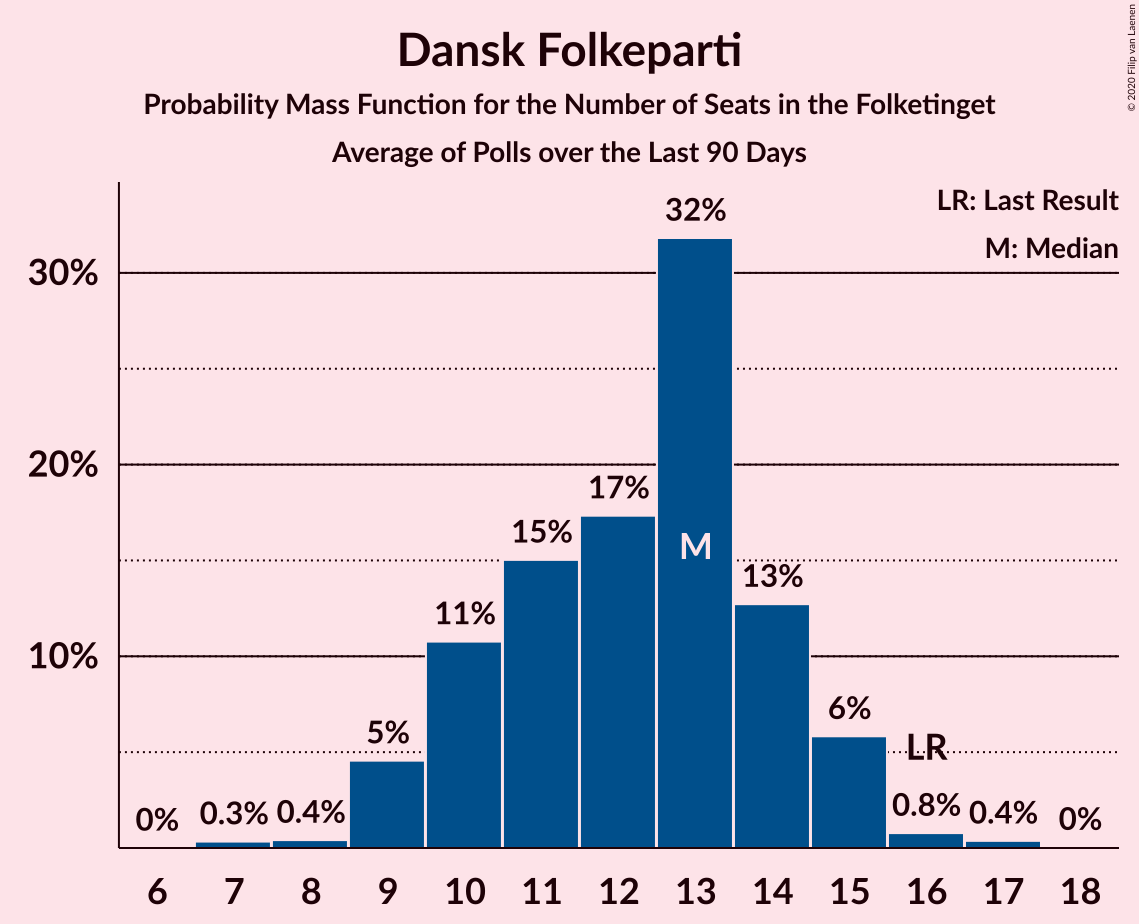 Dansk Folkeparti
Probability Mass Function for the Number of Seats in the Folketinget
Average of Polls over the Last 90 Days
© 2020 Filip van Laenen
LR: Last Result
M: Median
30%
20%
10%
0%
0.3%
0.4%
5%
11%
15%
17%
32%
M
13%
6%
LR
0.8%
0.4%
0%
6 7 8 9 10 11 12 13 14 15 16 17 18